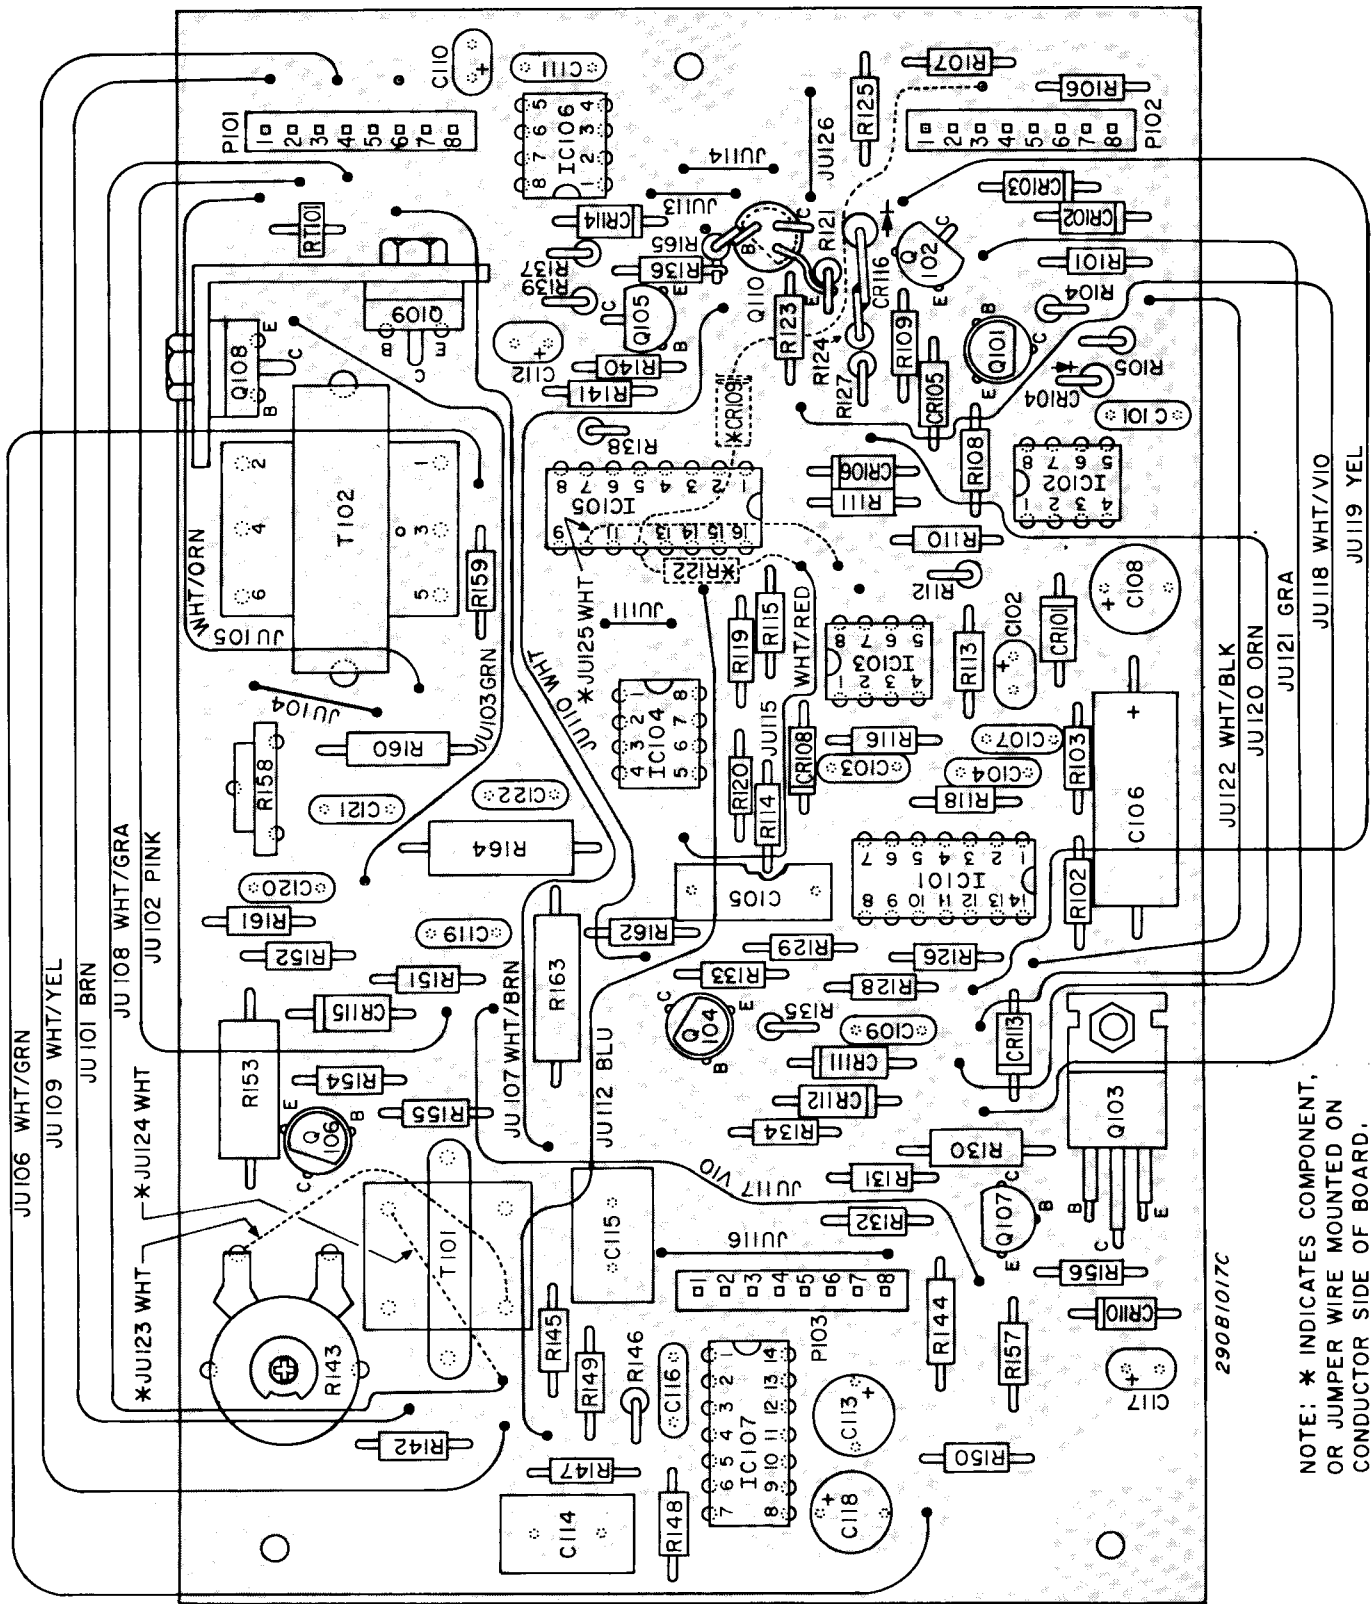 C110
+
C111
P101
1
2
3
4
5
6
7
8
5
6
7
8
IC106
4
3
2
1
JU114
JU126
R125
R107
R106
P102
1
2
3
4
5
6
7
8
RT101
CR114
JU113
R165
B
C
R121
CR103
CR102
R137
R139
R136
Q110
E
CR116
Q
102
C
E
R101
R104
Q109
E
B
C
Q108
E
C
B
C
Q105
E
B
C112
+
R140
R141
R138
*CR109
R123
R124
R127
R109
CR105
B
Q101
C
E
R105
CR104
C101
R108
2
4
6
T102
1
3
5
8
7
6
5
4
3
2
1
IC105
9
11
13
14
15
16
CR106
R111
8
7
6
5
IC102
1
2
3
4
WHT/ORN
JU105
R159
*R122
R110
R112
C108
+
JU111
*JU125 WHT
R119
R115
WHT/RED
JU115
8
7
6
5
IC103
1
2
3
4
R113
C102
+
CR101
JU104
JU103 GRN
JU110 WHT
1
2
3
4
IC104
8
7
6
5
R160
R158
C121
C122
R120
R114
CR108
R116
C103
C107
C104
R118
R103
C106
+
R164
C120
R161
R152
C119
R151
C105
7
6
5
4
3
2
1
IC101
8
9
10
11
12
13
14
R102
R162
R129
R126
R133
R128
R163
CR115
R153
R154
R155
E
Q
106
B
C
C
Q
104
E
B
R135
C109
CR111
CR112
R134
CR113
Q103
B
C
E
JU107 WHT/BRN
JU112 BLU
R130
R131
R132
VIO
JU117
C
Q107
B
E
R156
CR110
T101
C115
JU116
1
2
3
4
5
6
7
8
P103
R143
R145
R149
R146
C116
1
2
3
4
5
6
7
IC107
14
13
12
11
10
9
8
C113
+
R144
R157
C117
+
R142
R147
R148
C114
C118
+
R150
JU106 WHT/GRN
JU109 WHT/YEL
JU101 BRN
JU108 WHT/GRA
JU102 PINK
*JU124 WHT
*JU123 WHT
JU122 WHT/BLK
JU120 ORN
JU121 GRA
JU118 WHT/VIO
JU119 YEL
290B1017C
NOTE: * INDICATES COMPONENT,
OR JUMPER WIRE MOUNTED ON
CONDUCTOR SIDE OF BOARD.